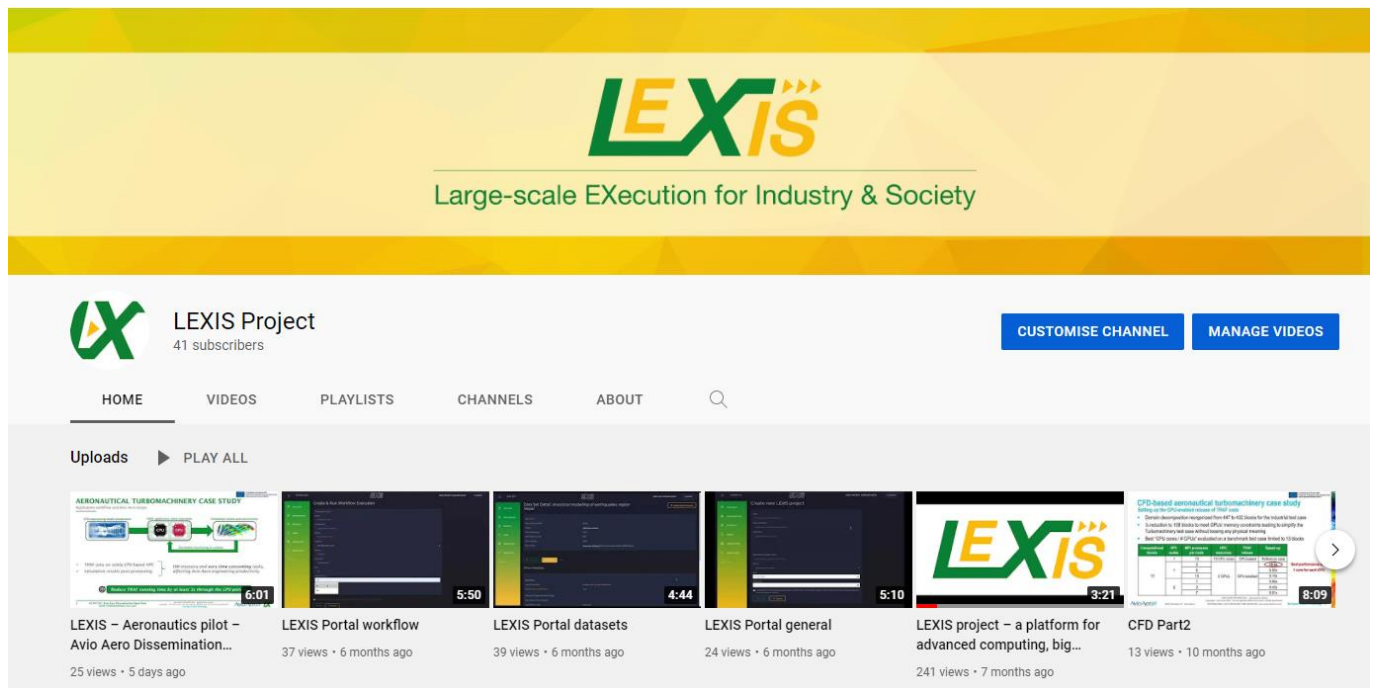 LEXIS
Large-scale EXecution for Industry & Society
LEXIS Project
41 subscribers
CUSTOMISE CHANNEL
MANAGE VIDEOS
HOME
VIDEOS
PLAYLISTS
CHANNELS
ABOUT
Uploads
PLAY ALL
AERONAUTICAL TURBOMACHINERY CASE STUDY
6:01
LEXIS – Aeronautics pilot –
Avio Aero Dissemination...
25 views • 5 days ago
5:50
LEXIS Portal workflow
37 views • 6 months ago
4:44
LEXIS Portal datasets
39 views • 6 months ago
Create new LEXIS project
5:10
LEXIS Portal general
24 views • 6 months ago
LEXIS
3:21
LEXIS project – a platform for
advanced computing, big...
241 views • 7 months ago
CFD-based aeronautical turbomachinery case study
8:09
CFD Part2
13 views • 10 months ago